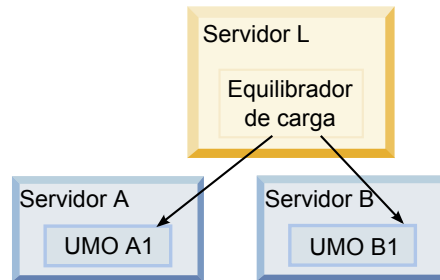 Servidor L
Equilibrador
de carga
Servidor A
UMO A1
Servidor B
UMO B1